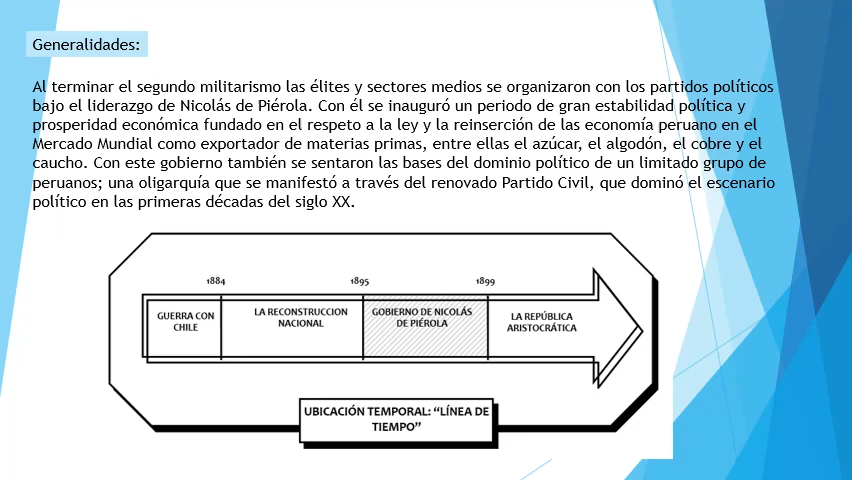 Generalidades:
Al terminar el segundo militarismo las élites y sectores medios se organizaron con los partidos políticos
bajo el liderazgo de Nicolás de Piérola. Con él se inauguró un periodo de gran estabilidad política y
prosperidad económica fundado en el respeto a la ley y la reinserción de las economía peruano en el
Mercado Mundial como exportador de materias primas, entre ellas el azúcar, el algodón, el cobre y el
caucho. Con este gobierno también se sentaron las bases del dominio político de un limitado grupo de
peruanos; una oligarquía que se manifestó a través del renovado Partido Civil, que dominó el escenario
político en las primeras décadas del siglo XX.
1884 1895 1899
GUERRA CON
CHILE
LA RECONSTRUCCION
NACIONAL
GOBIERNO DE NICOLÁS
DE PIÉROLA
LA REPÚBLICA
ARISTOCRÁTICA
UBICACIÓN TEMPORAL: “LÍNEA DE
TIEMPO”